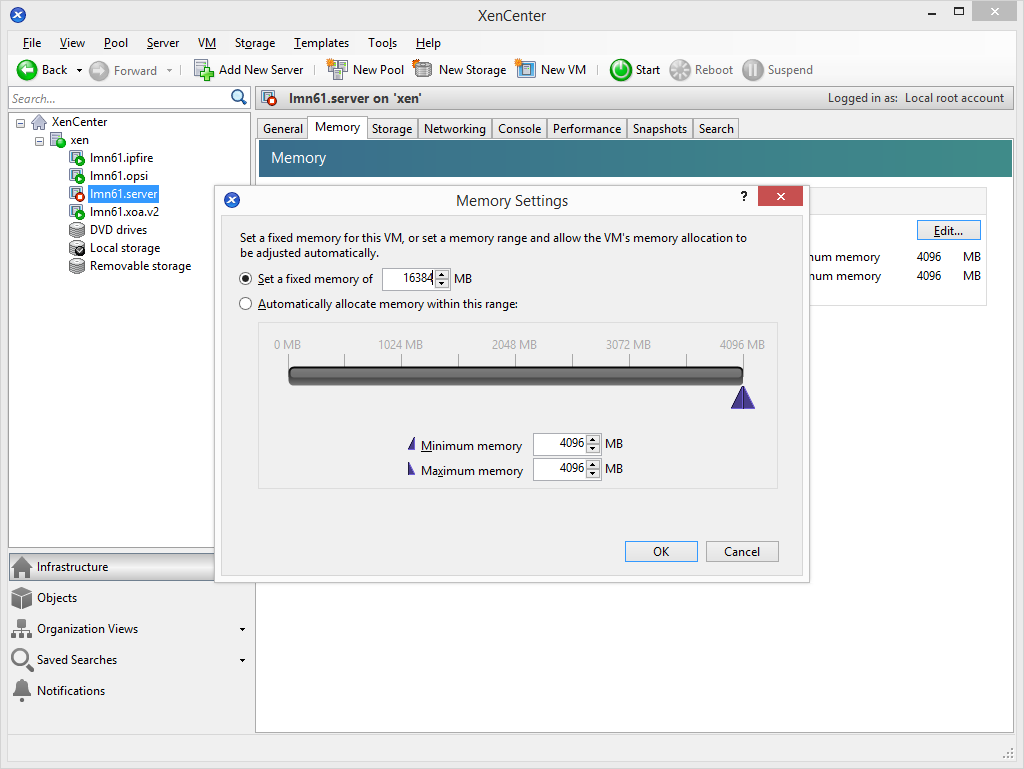 XenCenter
File View Pool Server VM Storage Templates Tools Help
Back Forward Add New Server New Pool New Storage New VM Start Reboot Suspend
Search...
lmn61.server on 'xen' Logged in as: Local root account
XenCenter
xen
lmn61.ipfire
lmn61.opsi
lmn61.server
lmn61.xoa.v2
DVD drives
Local storage
Removable storage
General Memory Storage Networking Console Performance Snapshots Search
Memory
Edit...
num memory 4096 MB
num memory 4096 MB
Memory Settings ?
Set a fixed memory for this VM, or set a memory range and allow the VM's memory allocation to
be adjusted automatically.
Set a fixed memory of 16384 MB
Automatically allocate memory within this range:
0 MB 1024 MB 2048 MB 3072 MB 4096 MB
Minimum memory 4096 MB
Maximum memory 4096 MB
OK Cancel
Infrastructure
Objects
Organization Views
Saved Searches
Notifications